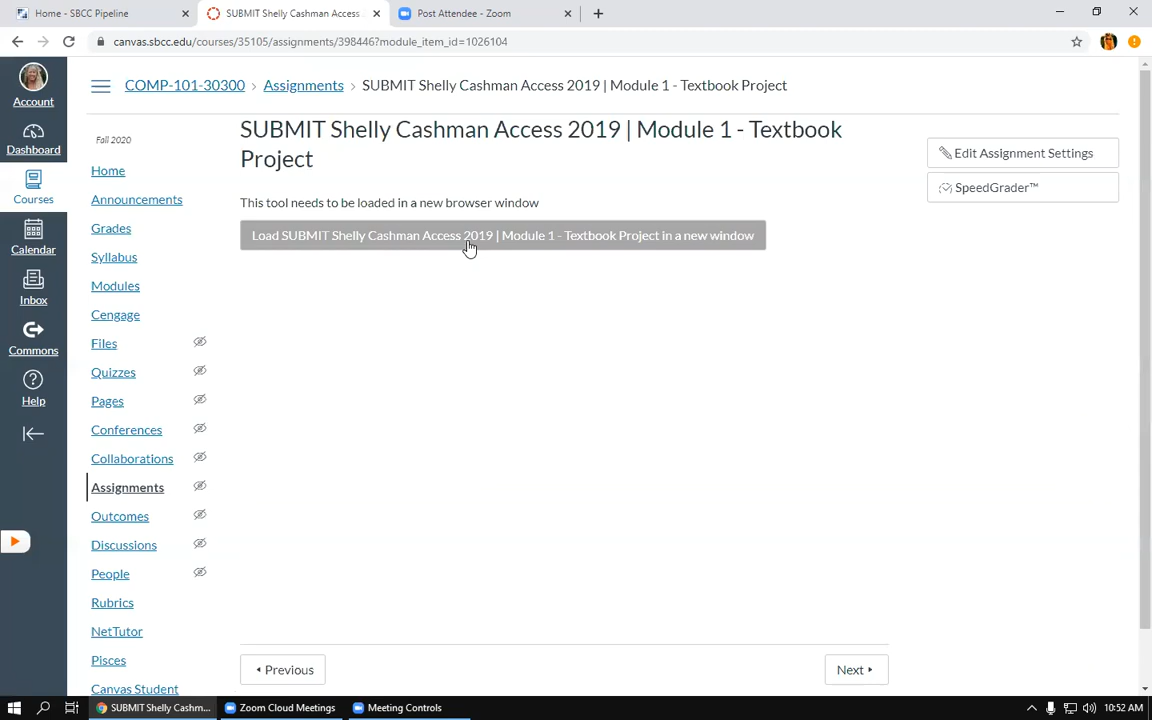 Home - SBCC Pipeline
SUBMIT Shelly Cashman Access
Post Attendee - Zoom
canvas.sbcc.edu/courses/35105/assignments/398446?module_item_id=1026104
Account
Dashboard
Courses
Calendar
Inbox
Commons
Help
COMP-101-30300 › Assignments › SUBMIT Shelly Cashman Access 2019 | Module 1 - Textbook Project
Fall 2020
Home
Announcements
Grades
Syllabus
Modules
Cengage
Files
Quizzes
Pages
Conferences
Collaborations
Assignments
Outcomes
Discussions
People
Rubrics
NetTutor
Pisces
Canvas Student
SUBMIT Shelly Cashman Access 2019 | Module 1 - Textbook
Project
This tool needs to be loaded in a new browser window
Load SUBMIT Shelly Cashman Access 2019 | Module 1 - Textbook Project in a new window
Edit Assignment Settings
SpeedGrader™
Previous
Next
SUBMIT Shelly Cashm...
Zoom Cloud Meetings
Meeting Controls
10:52 AM